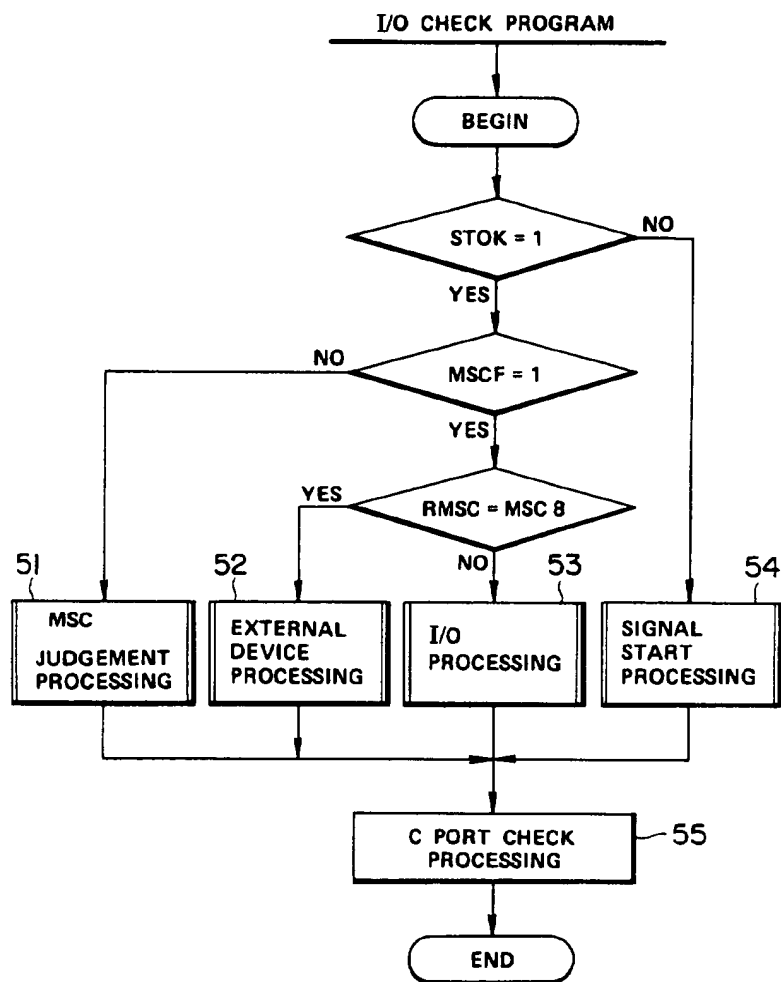 I/O CHECK PROGRAM
BEGIN
STOK = 1
NO
YES
MSCF = 1
NO
YES
RMSC = MSC 8
YES
NO
51
MSC
JUDGEMENT
PROCESSING
52
EXTERNAL
DEVICE
PROCESSING
53
I/O
PROCESSING
54
SIGNAL
START
PROCESSING
C PORT CHECK
PROCESSING
55
END